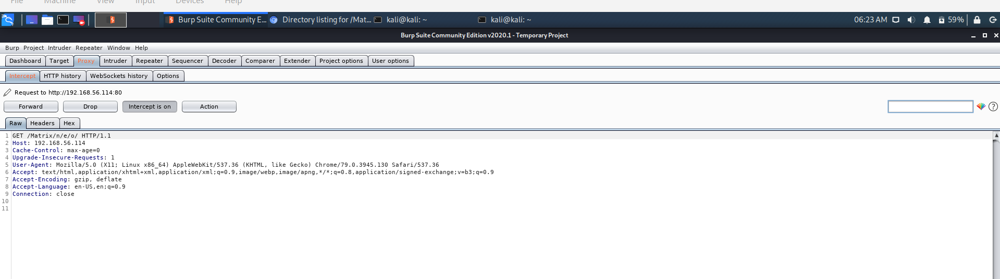 File Machine View Input Devices Help
Burp Suite Community E... Directory listing for /Mat... kali@kali: ~ kali@kali: ~ 06:23 AM 59%
Burp Suite Community Edition v2020.1 - Temporary Project
Burp Project Intruder Repeater Window Help
Dashboard Target Proxy Intruder Repeater Sequencer Decoder Comparer Extender Project options User options
Intercept HTTP history WebSockets history Options
Request to http://192.168.56.114:80
Forward Drop Intercept is on Action ?
Raw Headers Hex
1 GET /Matrix/n/e/o/ HTTP/1.1
2 Host: 192.168.56.114
3 Cache-Control: max-age=0
4 Upgrade-Insecure-Requests: 1
5 User-Agent: Mozilla/5.0 (X11; Linux x86_64) AppleWebKit/537.36 (KHTML, like Gecko) Chrome/79.0.3945.130 Safari/537.36
6 Accept: text/html,application/xhtml+xml,application/xml;q=0.9,image/webp,image/apng,*/*;q=0.8,application/signed-exchange;v=b3;q=0.9
7 Accept-Encoding: gzip, deflate
8 Accept-Language: en-US,en;q=0.9
9 Connection: close
10
11